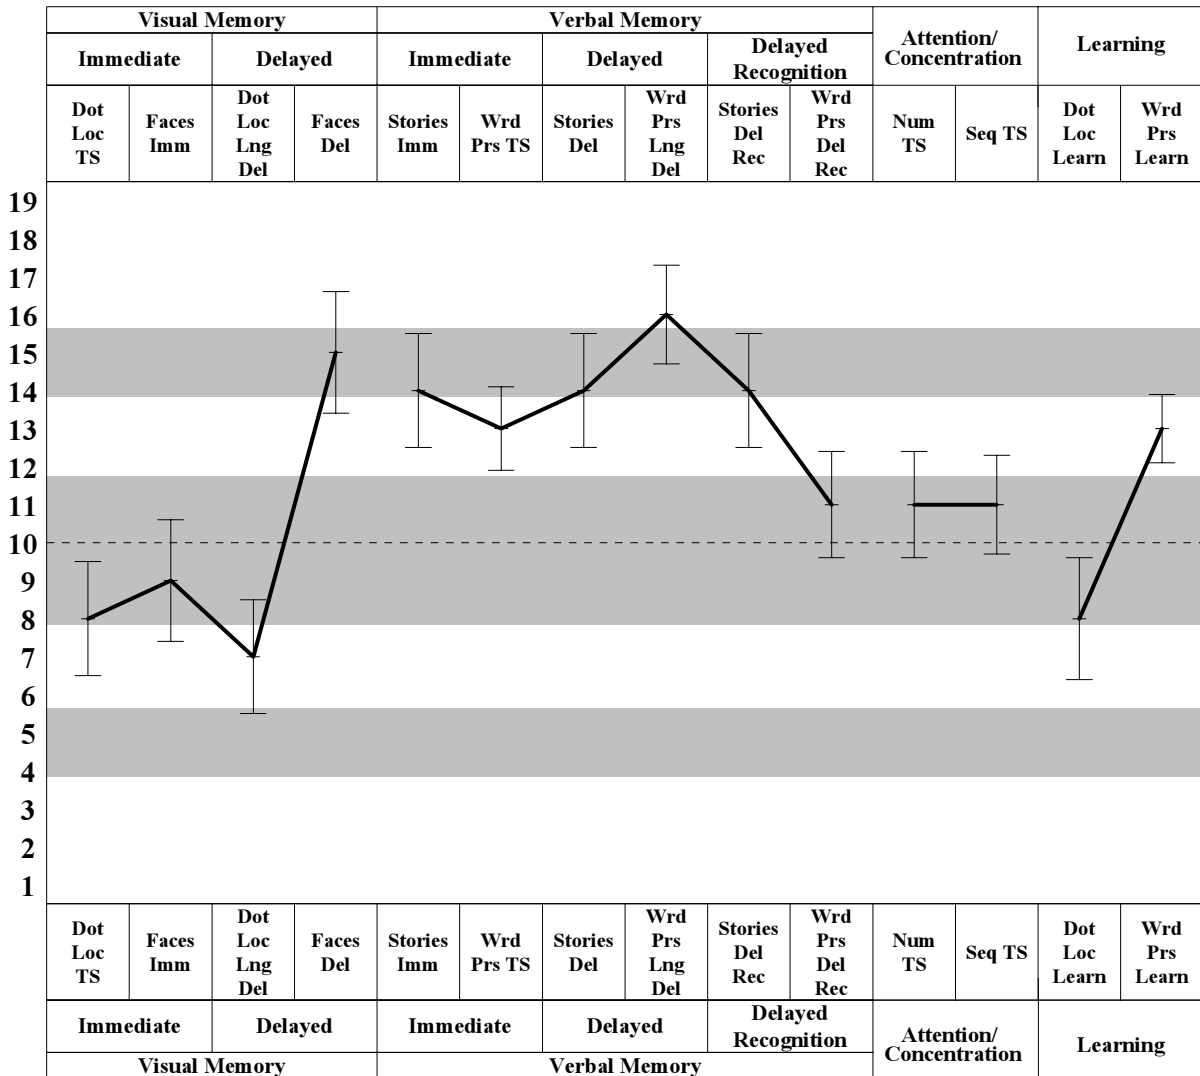 Visual Memory
Verbal Memory
Attention/
Concentration
Learning
Immediate
Delayed
Immediate
Delayed
Delayed
Recognition
Dot
Loc
TS
Faces
Imm
Dot
Loc
Lng
Del
Faces
Del
Stories
Imm
Wrd
Prs TS
Stories
Del
Wrd
Prs
Lng
Del
Stories
Del
Rec
Wrd
Prs
Del
Rec
Num
TS
Seq TS
Dot
Loc
Learn
Wrd
Prs
Learn
19
18
17
16
15
14
13
12
11
10
9
8
7
6
5
4
3
2
1
Dot
Loc
TS
Faces
Imm
Dot
Loc
Lng
Del
Faces
Del
Stories
Imm
Wrd
Prs TS
Stories
Del
Wrd
Prs
Lng
Del
Stories
Del
Rec
Wrd
Prs
Del
Rec
Num
TS
Seq TS
Dot
Loc
Learn
Wrd
Prs
Learn
Immediate
Delayed
Immediate
Delayed
Delayed
Recognition
Attention/
Concentration
Learning
Visual Memory
Verbal Memory